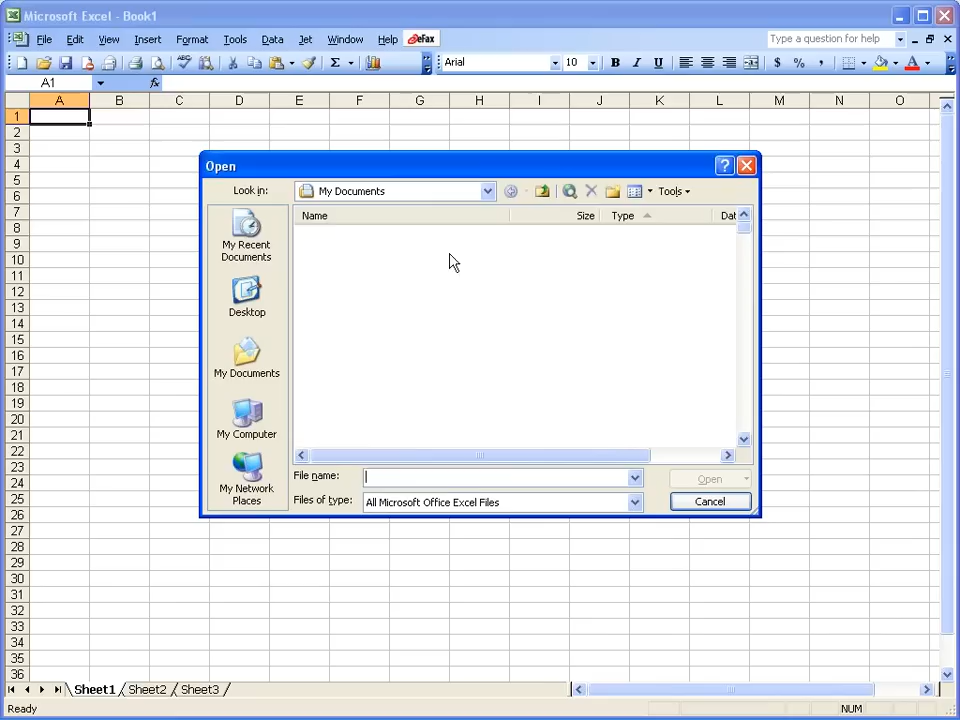 Microsoft Excel - Book1
File Edit View Insert Format Tools Data Jet Window Help eFax Type a question for help
Σ Arial 10 B I U $ % , A
A1 fx
A B C D E F G H I J K L M N O
1
2
3
4
5
6
7
8
9
10
11
12
13
14
15
16
17
18
19
20
21
22
23
24
25
26
27
28
29
30
31
32
33
34
35
36
Open
Look in: My Documents Tools
Name Size Type Dat
My Recent
Documents
Desktop
My Documents
My Computer
My Network
Places
File name: Open
Files of type: All Microsoft Office Excel Files Cancel
Sheet1 Sheet2 Sheet3
Ready NUM